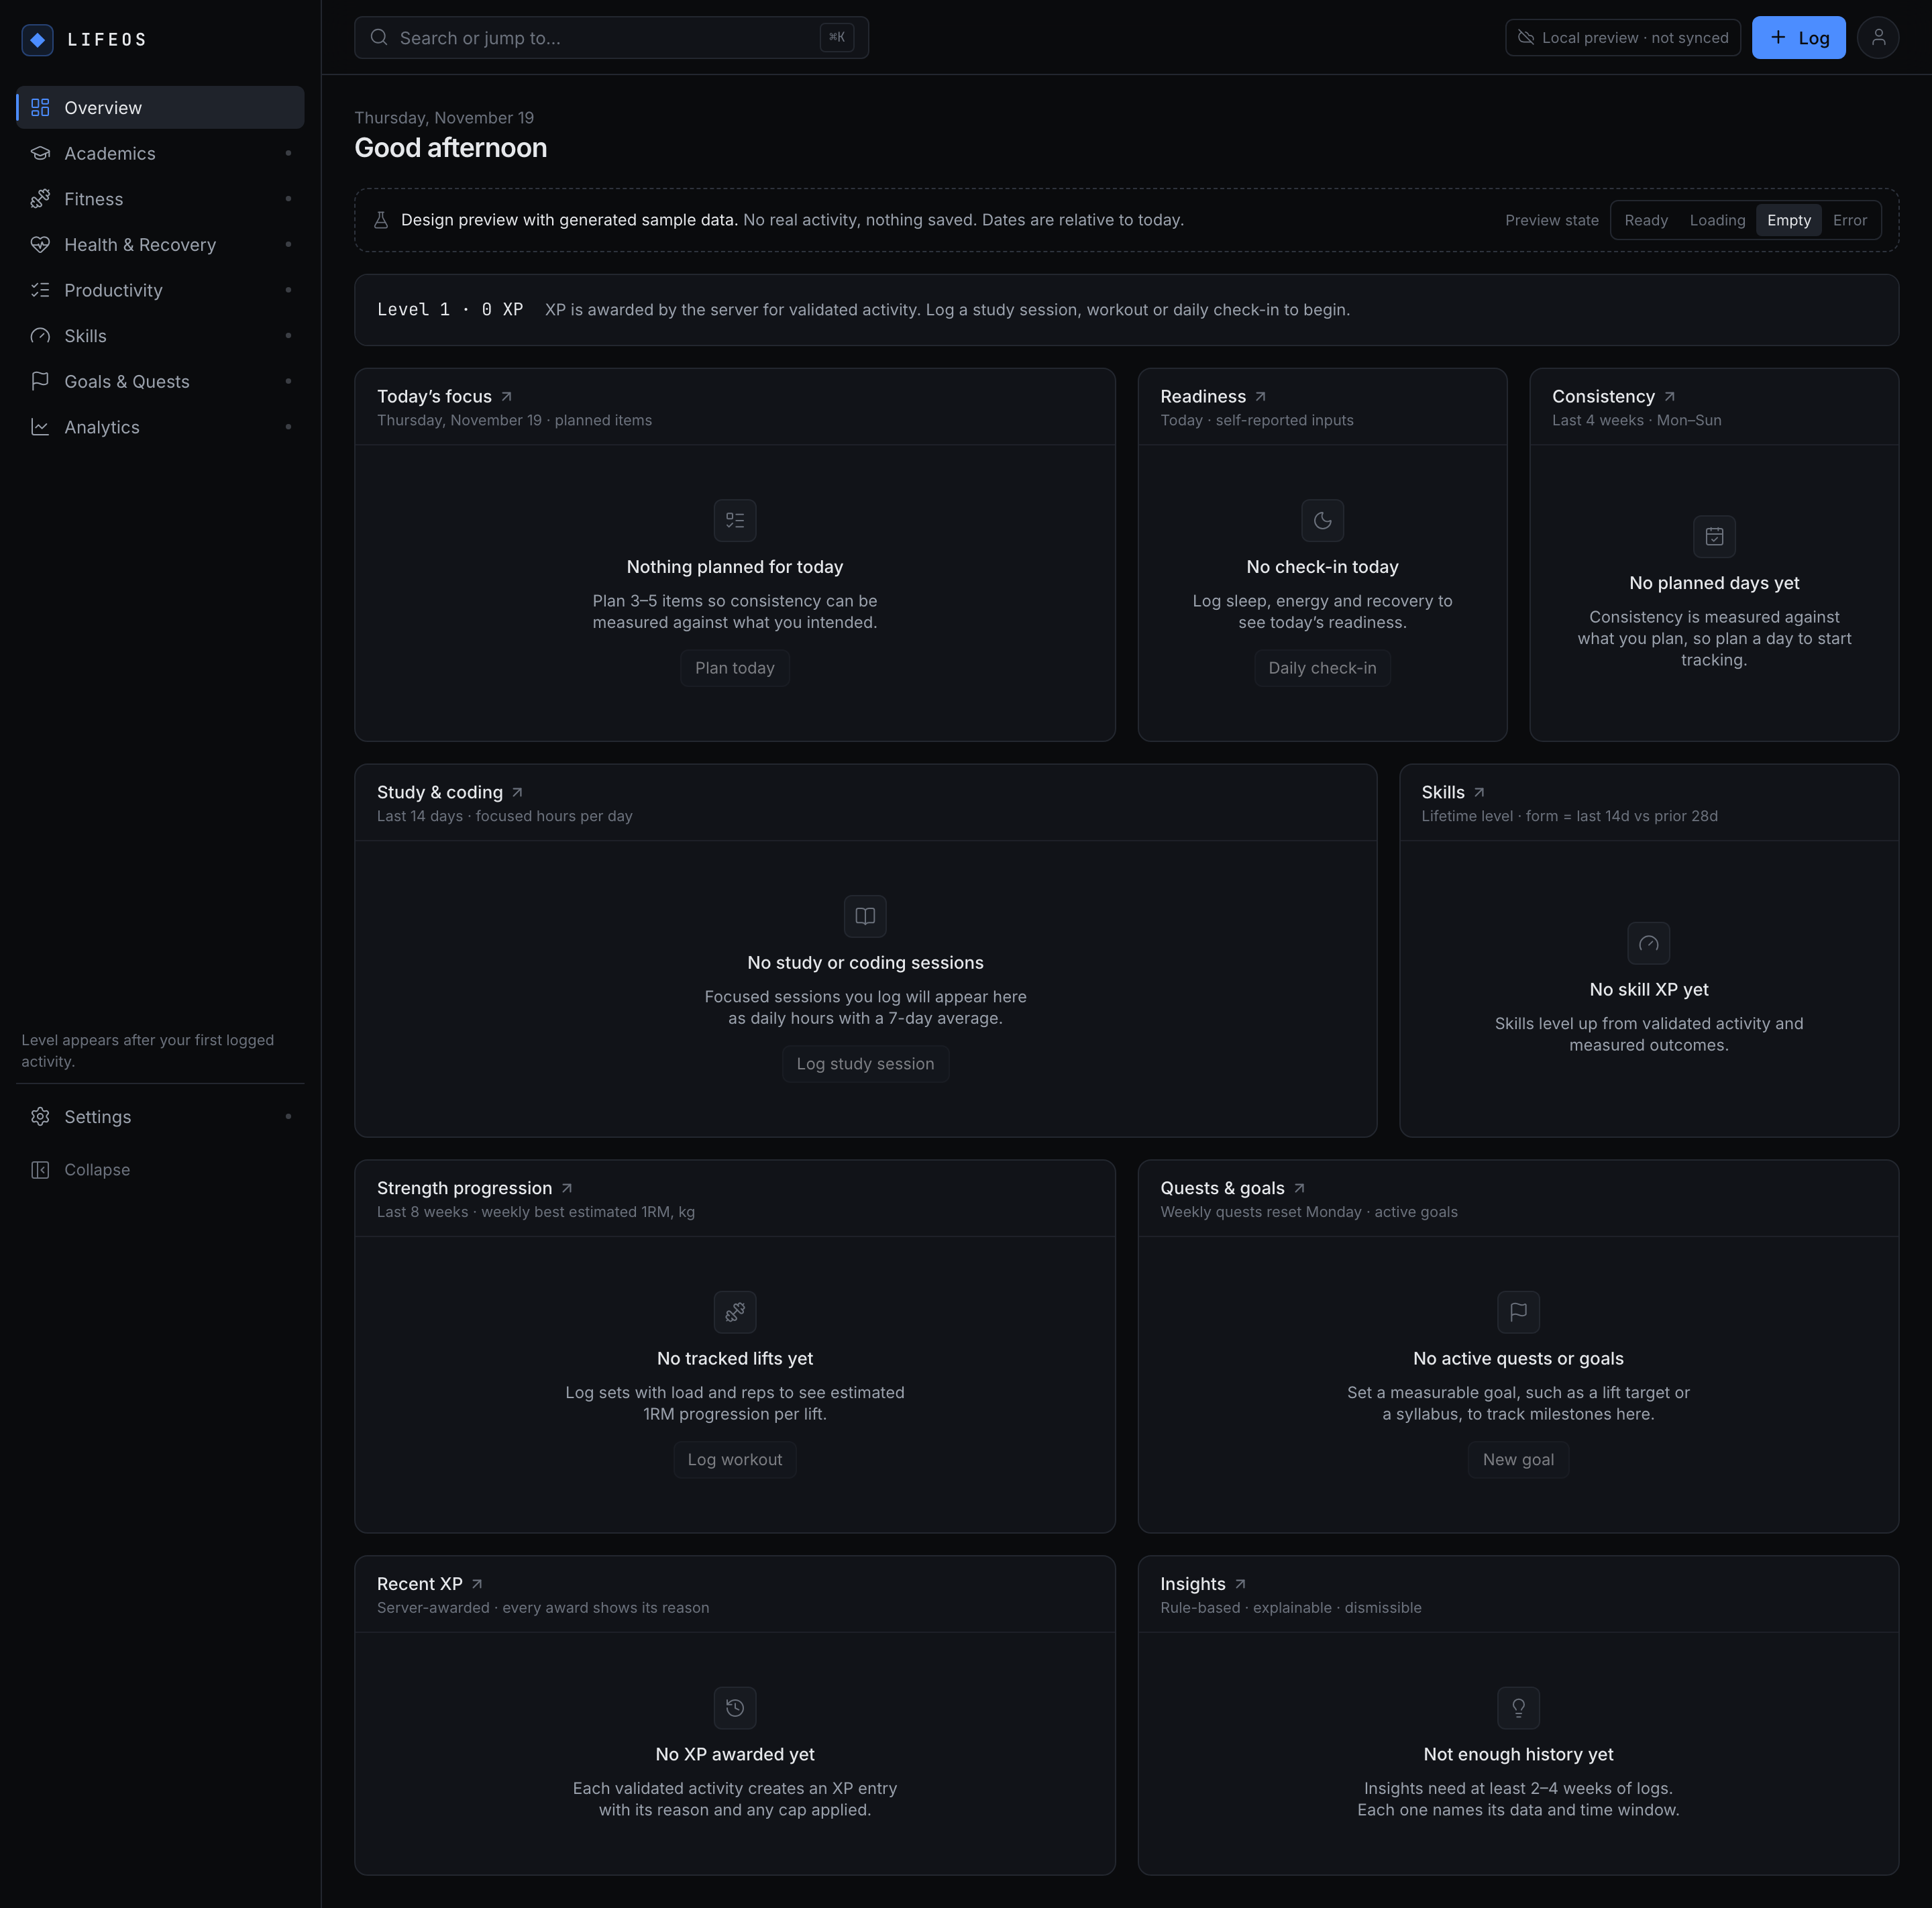 LIFEOS
Search or jump to...
⌘K
Local preview · not synced
+ Log
Overview
Academics
Fitness
Health & Recovery
Productivity
Skills
Goals & Quests
Analytics
Level appears after your first logged
activity.
Settings
Collapse
Thursday, November 19
Good afternoon
Design preview with generated sample data. No real activity, nothing saved. Dates are relative to today.
Preview state
Ready
Loading
Empty
Error
Level 1 · 0 XP
XP is awarded by the server for validated activity. Log a study session, workout or daily check-in to begin.
Today’s focus
Thursday, November 19 · planned items
Nothing planned for today
Plan 3–5 items so consistency can be
measured against what you intended.
Plan today
Readiness
Today · self-reported inputs
No check-in today
Log sleep, energy and recovery to
see today’s readiness.
Daily check-in
Consistency
Last 4 weeks · Mon–Sun
No planned days yet
Consistency is measured against
what you plan, so plan a day to start
tracking.
Study & coding
Last 14 days · focused hours per day
No study or coding sessions
Focused sessions you log will appear here
as daily hours with a 7-day average.
Log study session
Skills
Lifetime level · form = last 14d vs prior 28d
No skill XP yet
Skills level up from validated activity and
measured outcomes.
Strength progression
Last 8 weeks · weekly best estimated 1RM, kg
No tracked lifts yet
Log sets with load and reps to see estimated
1RM progression per lift.
Log workout
Quests & goals
Weekly quests reset Monday · active goals
No active quests or goals
Set a measurable goal, such as a lift target or
a syllabus, to track milestones here.
New goal
Recent XP
Server-awarded · every award shows its reason
No XP awarded yet
Each validated activity creates an XP entry
with its reason and any cap applied.
Insights
Rule-based · explainable · dismissible
Not enough history yet
Insights need at least 2–4 weeks of logs.
Each one names its data and time window.